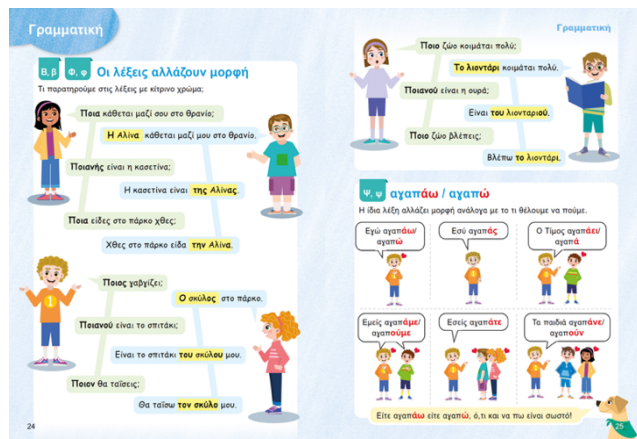 Γραμματική
Β, β Φ, φ Οι λέξεις αλλάζουν μορφή
Τι παρατηρούμε στις λέξεις με κίτρινο χρώμα;
Ποια κάθεται μαζί σου στο θρανίο;
Η Αλίνα κάθεται μαζί μου στο θρανίο.
Ποιανής είναι η κασετίνα;
Η κασετίνα είναι της Αλίνας.
Ποια είδες στο πάρκο χθες;
Χθες στο πάρκο είδα την Αλίνα.
Ποιος γαβγίζει;
Ο σκύλος στο πάρκο.
Ποιανού είναι το σπιτάκι;
Είναι το σπιτάκι του σκύλου μου.
Ποιον θα ταΐσεις;
Θα ταΐσω τον σκύλο μου.
24
Γραμματική
Ποιο ζώο κοιμάται πολύ;
Το λιοντάρι κοιμάται πολύ.
Ποιανού είναι η ουρά;
Είναι του λιονταριού.
Ποιο ζώο βλέπεις;
βλέπω το λιοντάρι.
Ψ, ψ αγαπάω / αγαπώ
Η ίδια λέξη αλλάζει μορφή ανάλογα με το τι θέλουμε να πούμε.
Εγώ αγαπάω/
αγαπώ
Εσύ αγαπάς
Ο Τίμος αγαπάει/
αγαπά
Εμείς αγαπάμε/
αγαπούμε
Εσείς αγαπάτε
Τα παιδιά αγαπάνε/
αγαπούν
Είτε αγαπάω είτε αγαπώ, ό,τι και να πω είναι σωστό!
25